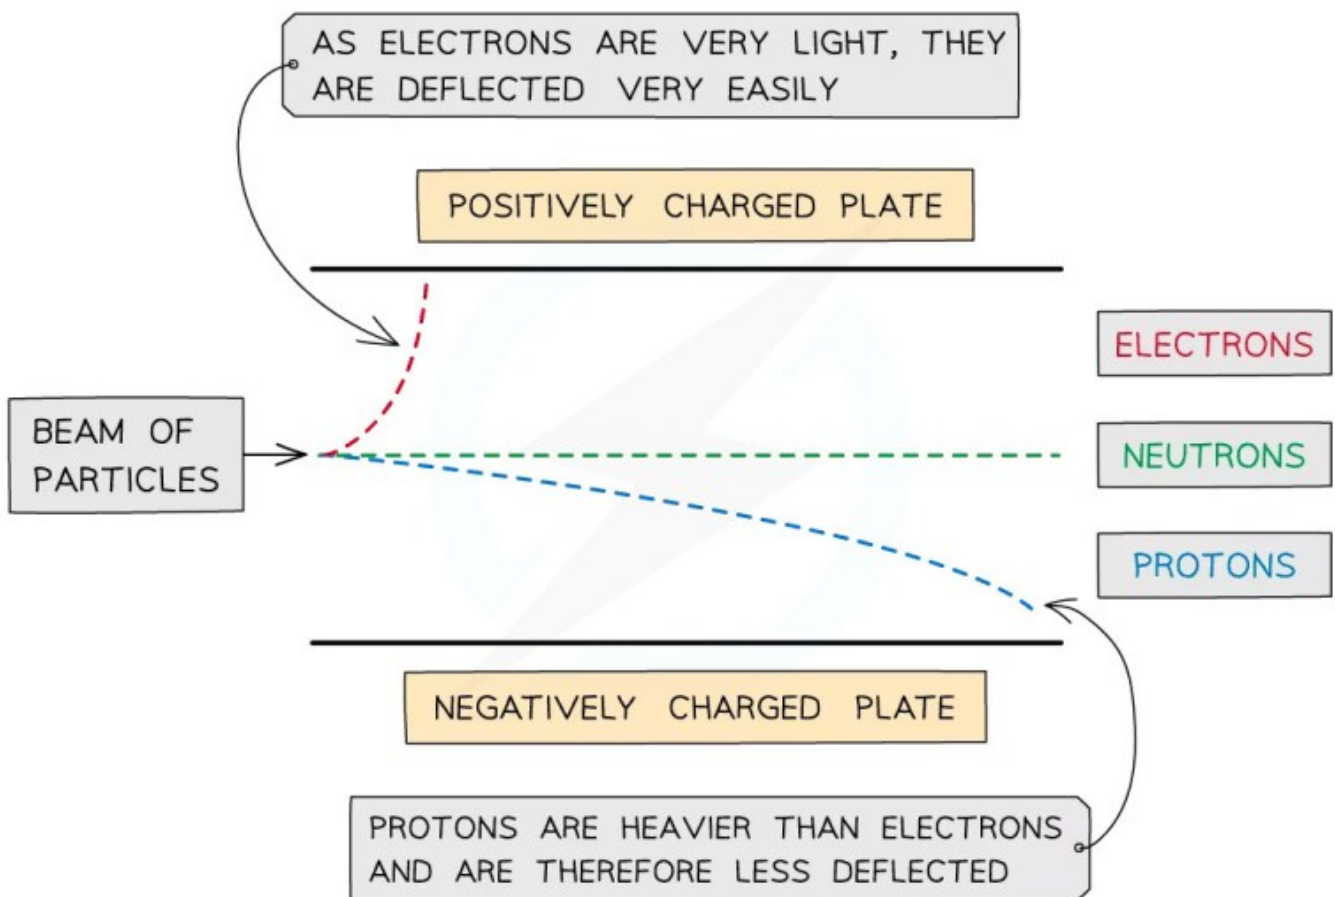 AS ELECTRONS ARE VERY LIGHT, THEY
ARE DEFLECTED VERY EASILY
POSITIVELY CHARGED PLATE
BEAM OF
PARTICLES
ELECTRONS
NEUTRONS
PROTONS
NEGATIVELY CHARGED PLATE
PROTONS ARE HEAVIER THAN ELECTRONS
AND ARE THEREFORE LESS DEFLECTED